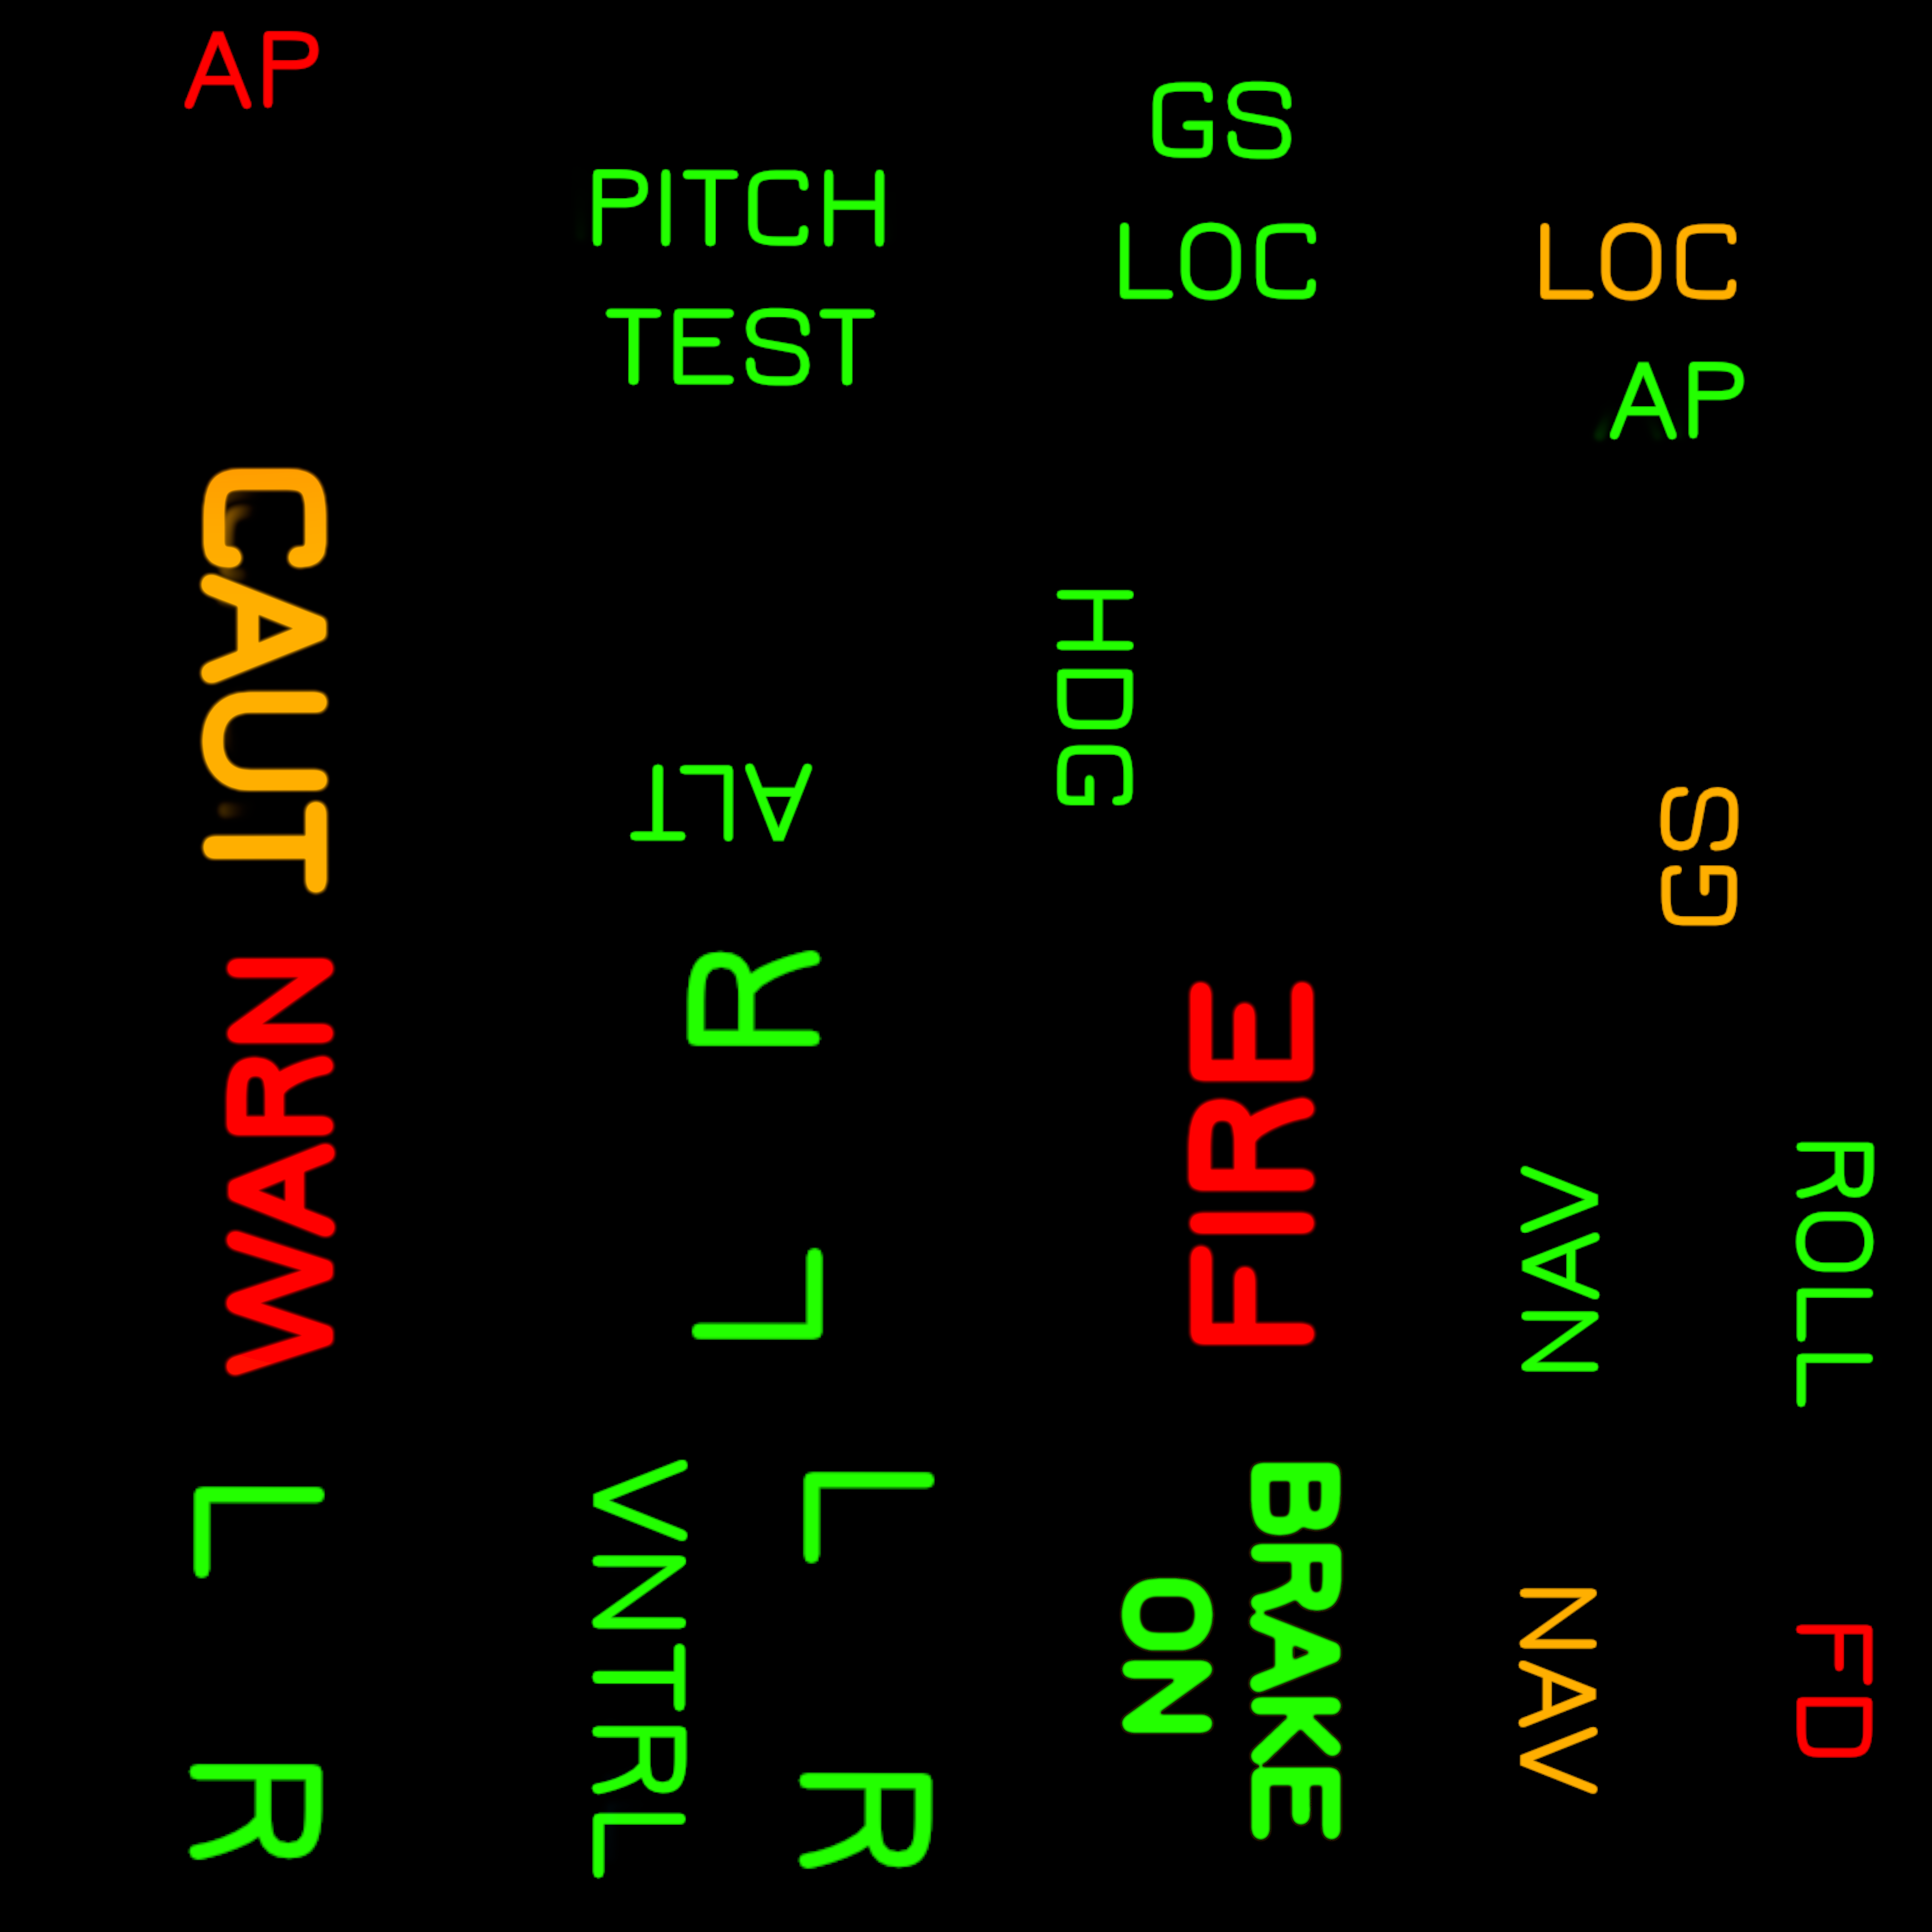 AP
GS
PITCH
LOC
LOC
TEST
AP
CAUT
HDG
ALT
GS
R
WARN
FIRE
ROLL
NAV
L
L
L
VNTRL
BRAKE
ON
NAV
FD
R
R